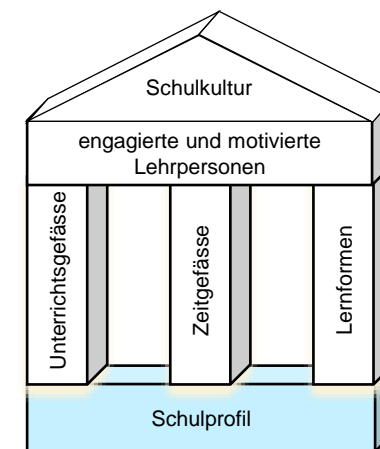 Schulkultur
engagierte und motivierte
Lehrpersonen
Unterrichtsgefässe
Zeitgefässe
Lernformen
Schulprofil